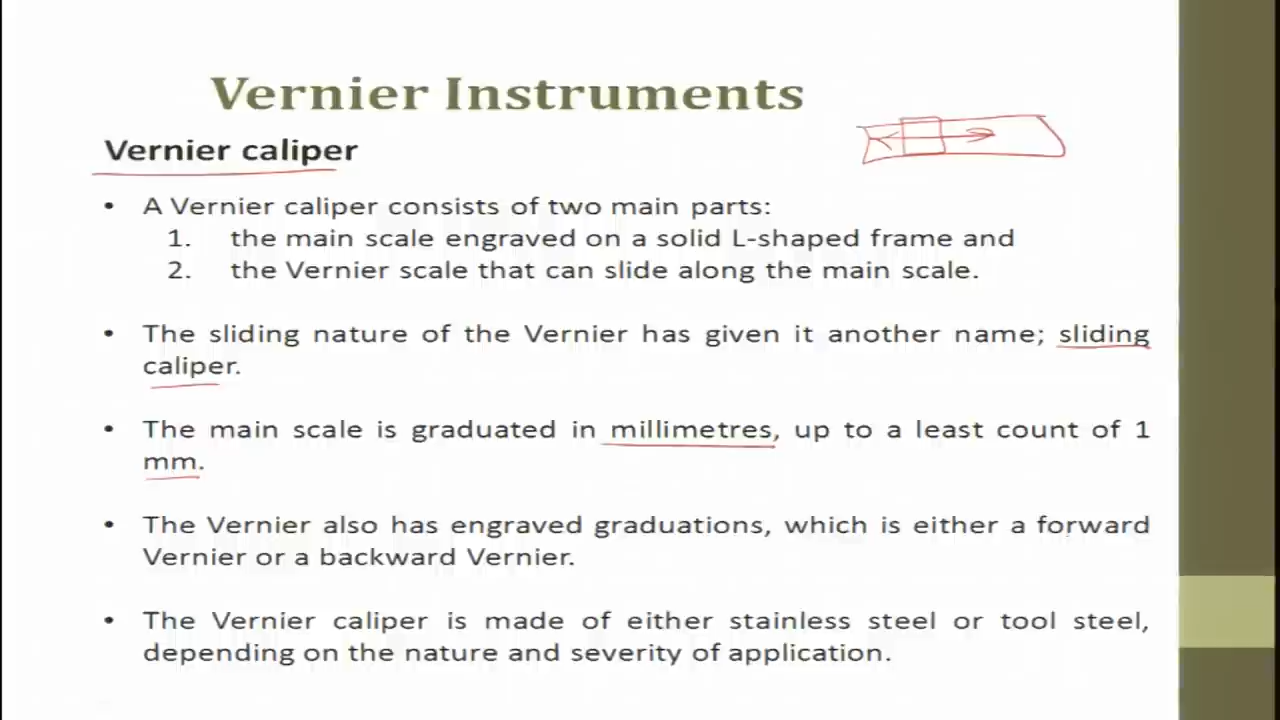 Vernier Instruments
Vernier caliper
• A Vernier caliper consists of two main parts:
1. the main scale engraved on a solid L-shaped frame and
2. the Vernier scale that can slide along the main scale.
• The sliding nature of the Vernier has given it another name; sliding
caliper.
• The main scale is graduated in millimetres, up to a least count of 1
mm.
• The Vernier also has engraved graduations, which is either a forward
Vernier or a backward Vernier.
• The Vernier caliper is made of either stainless steel or tool steel,
depending on the nature and severity of application.